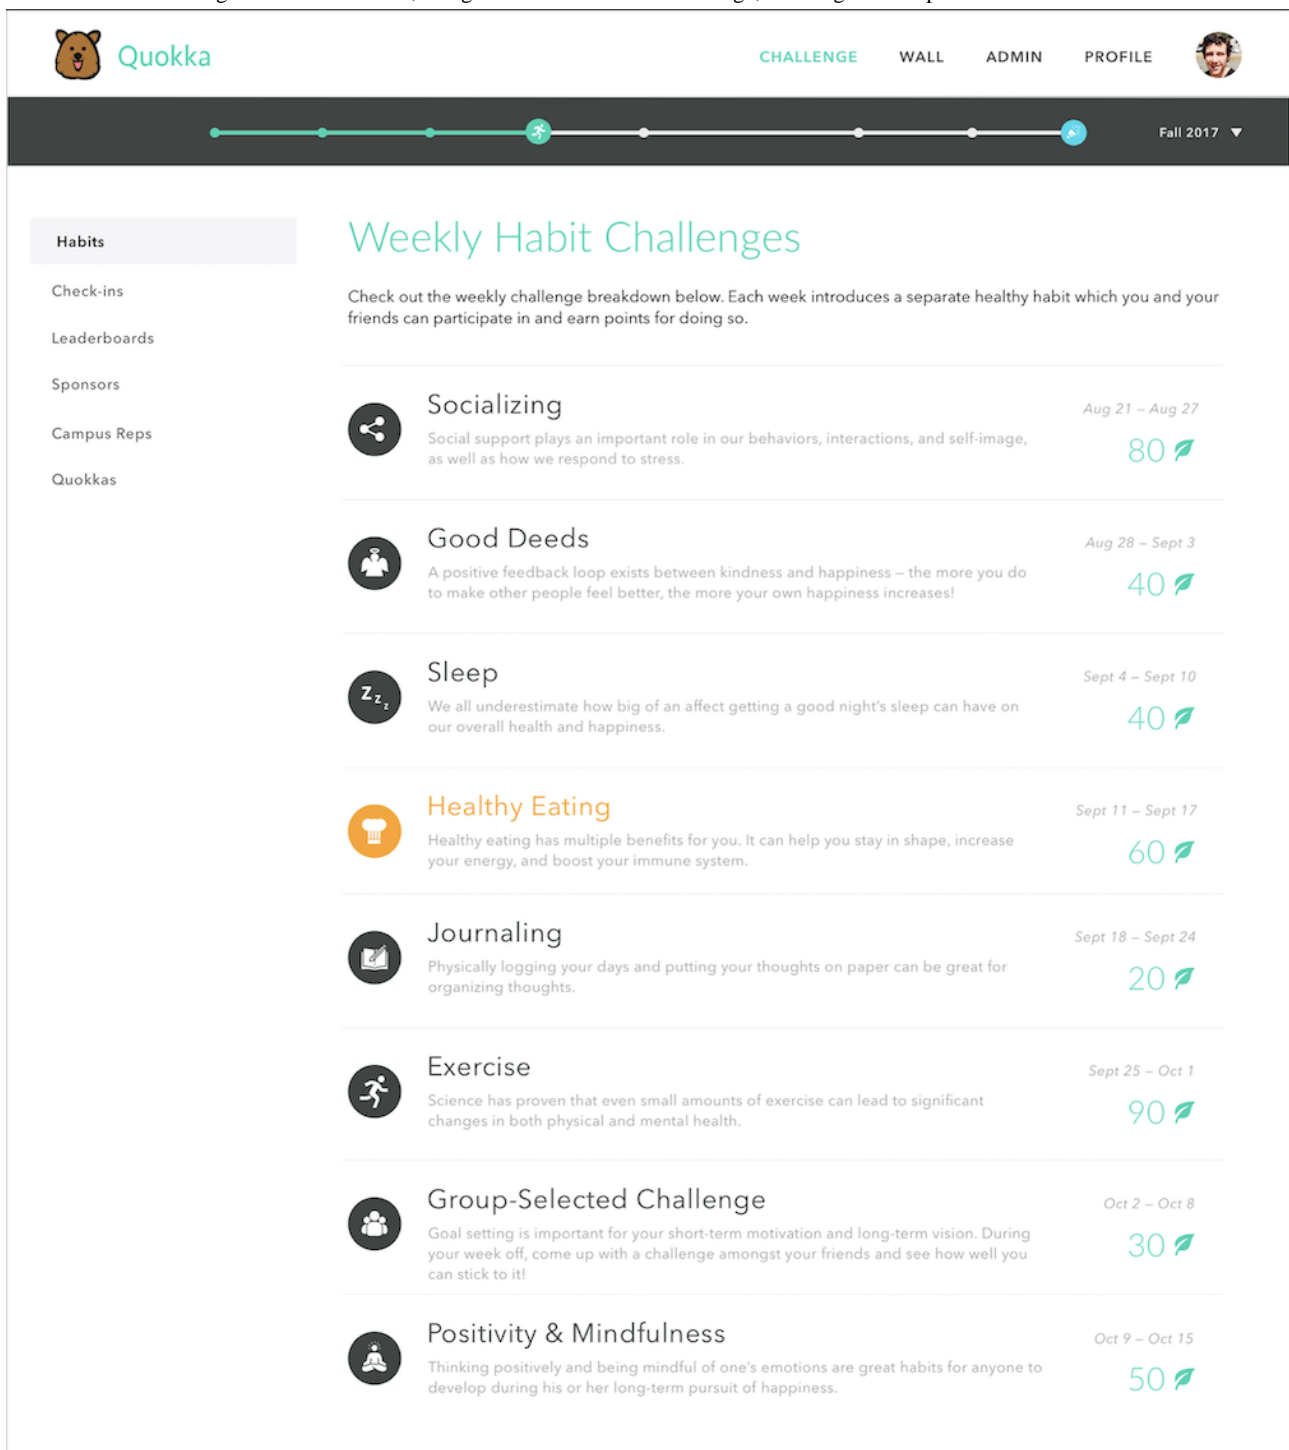 Quokka
CHALLENGE WALL ADMIN PROFILE
Fall 2017 ▼
Habits
Check-ins
Leaderboards
Sponsors
Campus Reps
Quokkas
Weekly Habit Challenges
Check out the weekly challenge breakdown below. Each week introduces a separate healthy habit which you and your
friends can participate in and earn points for doing so.
Socializing
Aug 21 – Aug 27
Social support plays an important role in our behaviors, interactions, and self-image,
as well as how we respond to stress.
80
Good Deeds
Aug 28 – Sept 3
A positive feedback loop exists between kindness and happiness – the more you do
to make other people feel better, the more your own happiness increases!
40
Zzz
Sleep
Sept 4 – Sept 10
We all underestimate how big of an affect getting a good night's sleep can have on
our overall health and happiness.
40
Healthy Eating
Sept 11 – Sept 17
Healthy eating has multiple benefits for you. It can help you stay in shape, increase
your energy, and boost your immune system.
60
Journaling
Sept 18 – Sept 24
Physically logging your days and putting your thoughts on paper can be great for
organizing thoughts.
20
Exercise
Sept 25 – Oct 1
Science has proven that even small amounts of exercise can lead to significant
changes in both physical and mental health.
90
Group-Selected Challenge
Oct 2 – Oct 8
Goal setting is important for your short-term motivation and long-term vision. During
your week off, come up with a challenge amongst your friends and see how well you
can stick to it!
30
Positivity & Mindfulness
Oct 9 – Oct 15
Thinking positively and being mindful of one's emotions are great habits for anyone to
develop during his or her long-term pursuit of happiness.
50